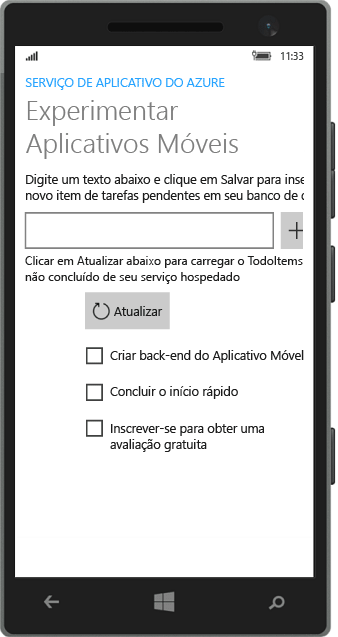 11:33
SERVIÇO DE APLICATIVO DO AZURE
Experimentar
Aplicativos Móveis
Digite um texto abaixo e clique em Salvar para inse
novo item de tarefas pendentes em seu banco de c
Clicar em Atualizar abaixo para carregar o TodoItems
não concluído de seu serviço hospedado
Atualizar
Criar back-end do Aplicativo Móvel
Concluir o início rápido
Inscrever-se para obter uma
avaliação gratuita